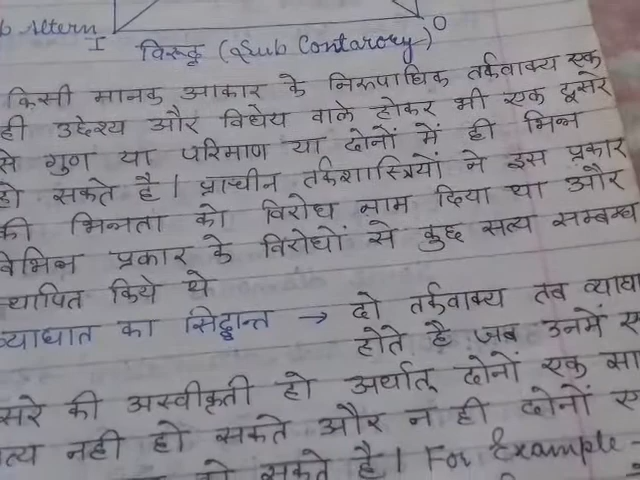 Altern
I
O
विरुद्ध (Sub Contarory)
किसी मानक आकार के निरुपाधिक तर्कवाक्य एक
ही उद्देश्य और विधेय वाले होकर भी एक दूसरे
से गुण या परिमाण या दोनों में ही भिन्न
हो सकते है। प्राचीन तर्कशास्त्रियों ने इस प्रकार
की भिन्नता को विरोध नाम दिया था और
विभिन्न प्रकार के विरोधों से कुछ सत्य सम्बन्ध
स्थापित किये थे
व्याघात का सिद्धान्त → दो तर्कवाक्य तब व्याघा
होते है जब उनमें ए
सरे की अस्वीकृती हो अर्थात् दोनों एक सा
त्य नही हो सकते और न ही दोनों ए
हो सकते है। For Example -